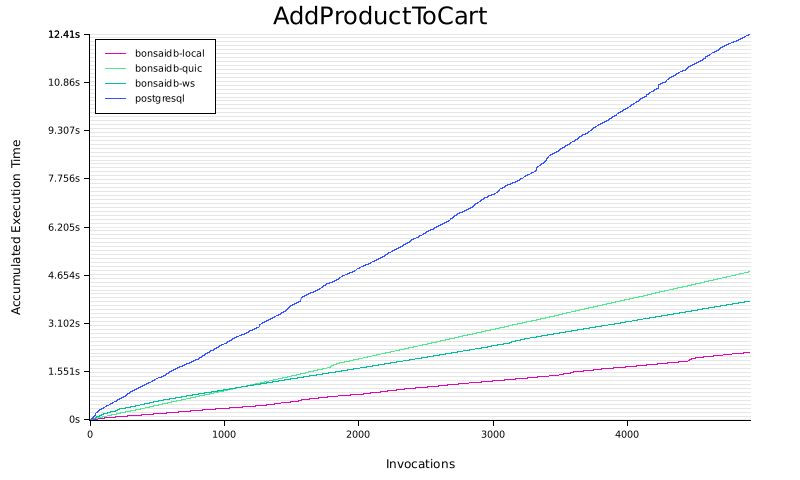 AddProductToCart
12.41s
10.86s
9.307s
7.756s
6.205s
4.654s
3.102s
1.551s
0s
Accumulated Execution Time
bonsaidb-local
bonsaidb-quic
bonsaidb-ws
postgresql
0 1000 2000 3000 4000
Invocations